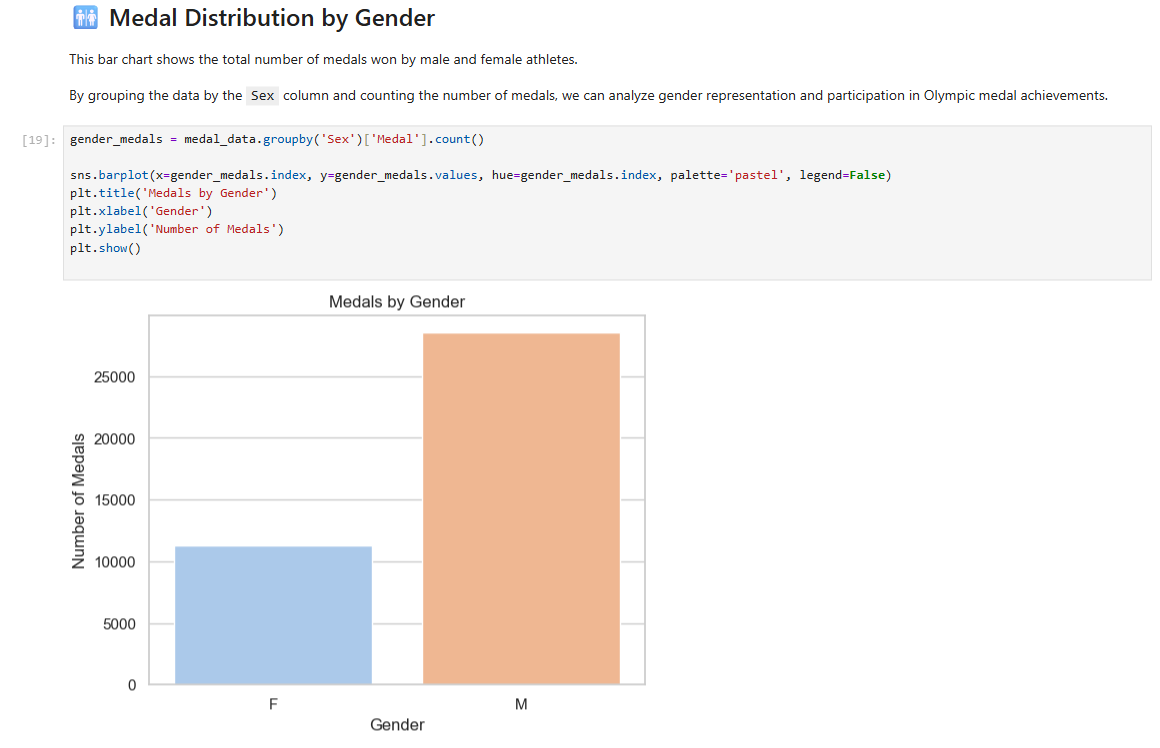 Medal Distribution by Gender
This bar chart shows the total number of medals won by male and female athletes.
By grouping the data by the Sex column and counting the number of medals, we can analyze gender representation and participation in Olympic medal achievements.
[19]:
gender_medals = medal_data.groupby('Sex')['Medal'].count()
sns.barplot(x=gender_medals.index, y=gender_medals.values, hue=gender_medals.index, palette='pastel', legend=False)
plt.title('Medals by Gender')
plt.xlabel('Gender')
plt.ylabel('Number of Medals')
plt.show()
Medals by Gender
Number of Medals
25000
20000
15000
10000
5000
0
F M
Gender